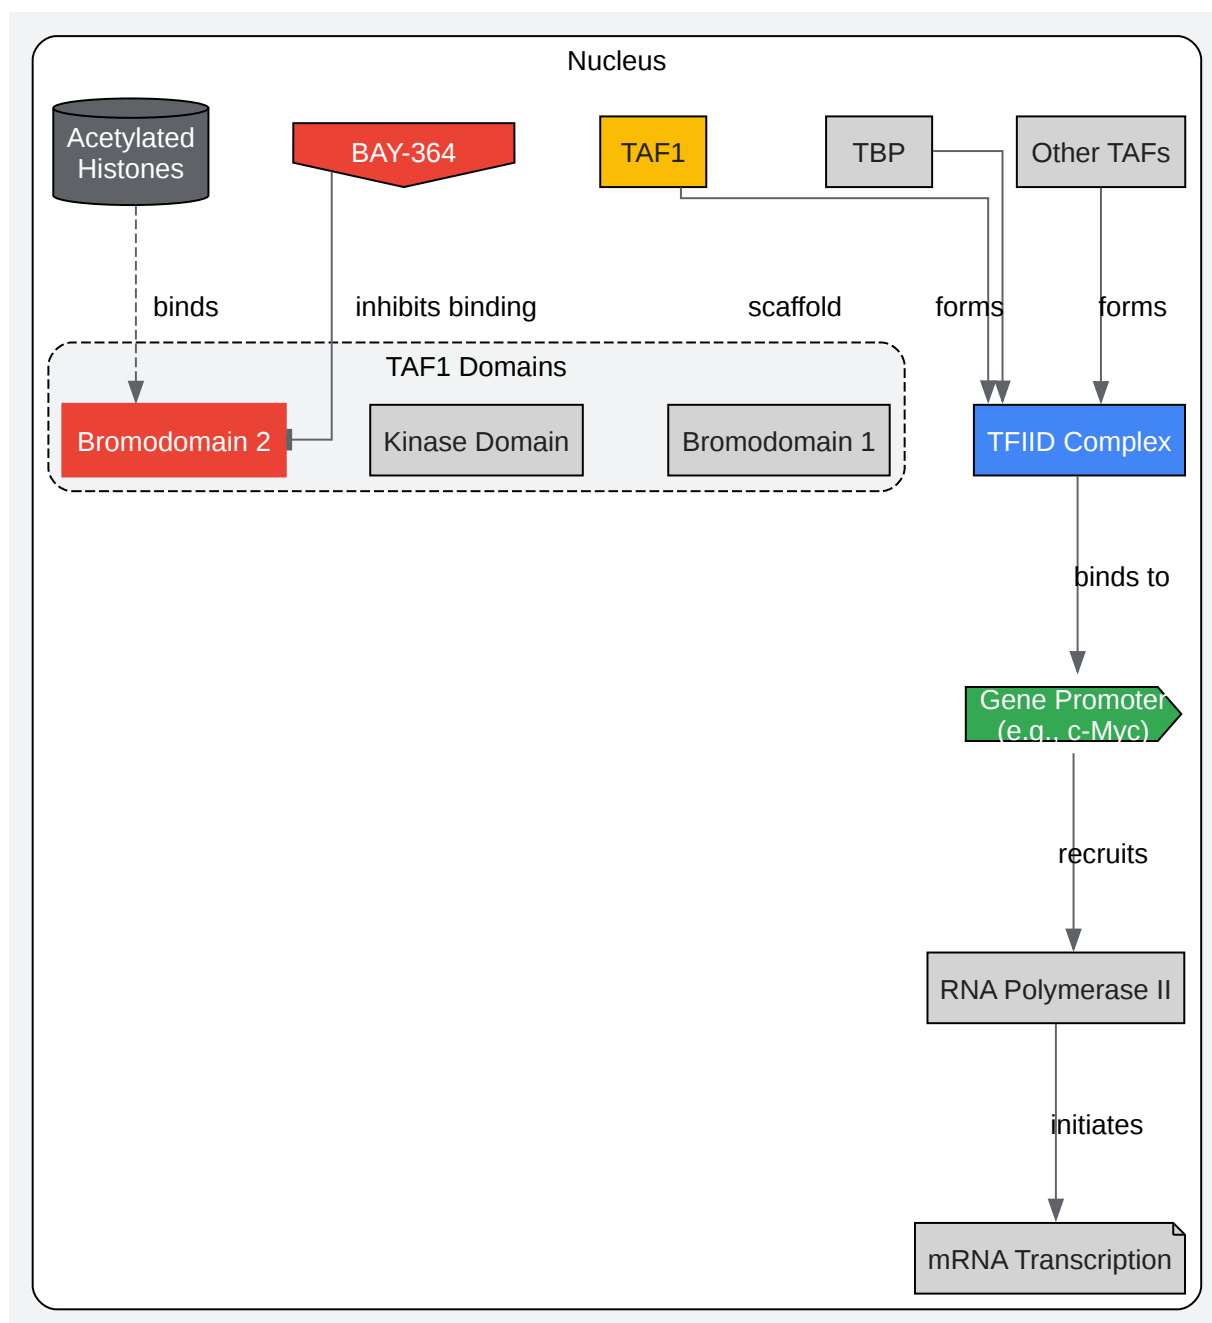 Nucleus
Acetylated
Histones
BAY-364
TAF1
TBP
Other TAFs
binds
inhibits binding
scaffold
forms
forms
TAF1 Domains
Bromodomain 2
Kinase Domain
Bromodomain 1
TFIID Complex
binds to
Gene Promoter
(e.g., c-Myc)
recruits
RNA Polymerase II
initiates
mRNA Transcription